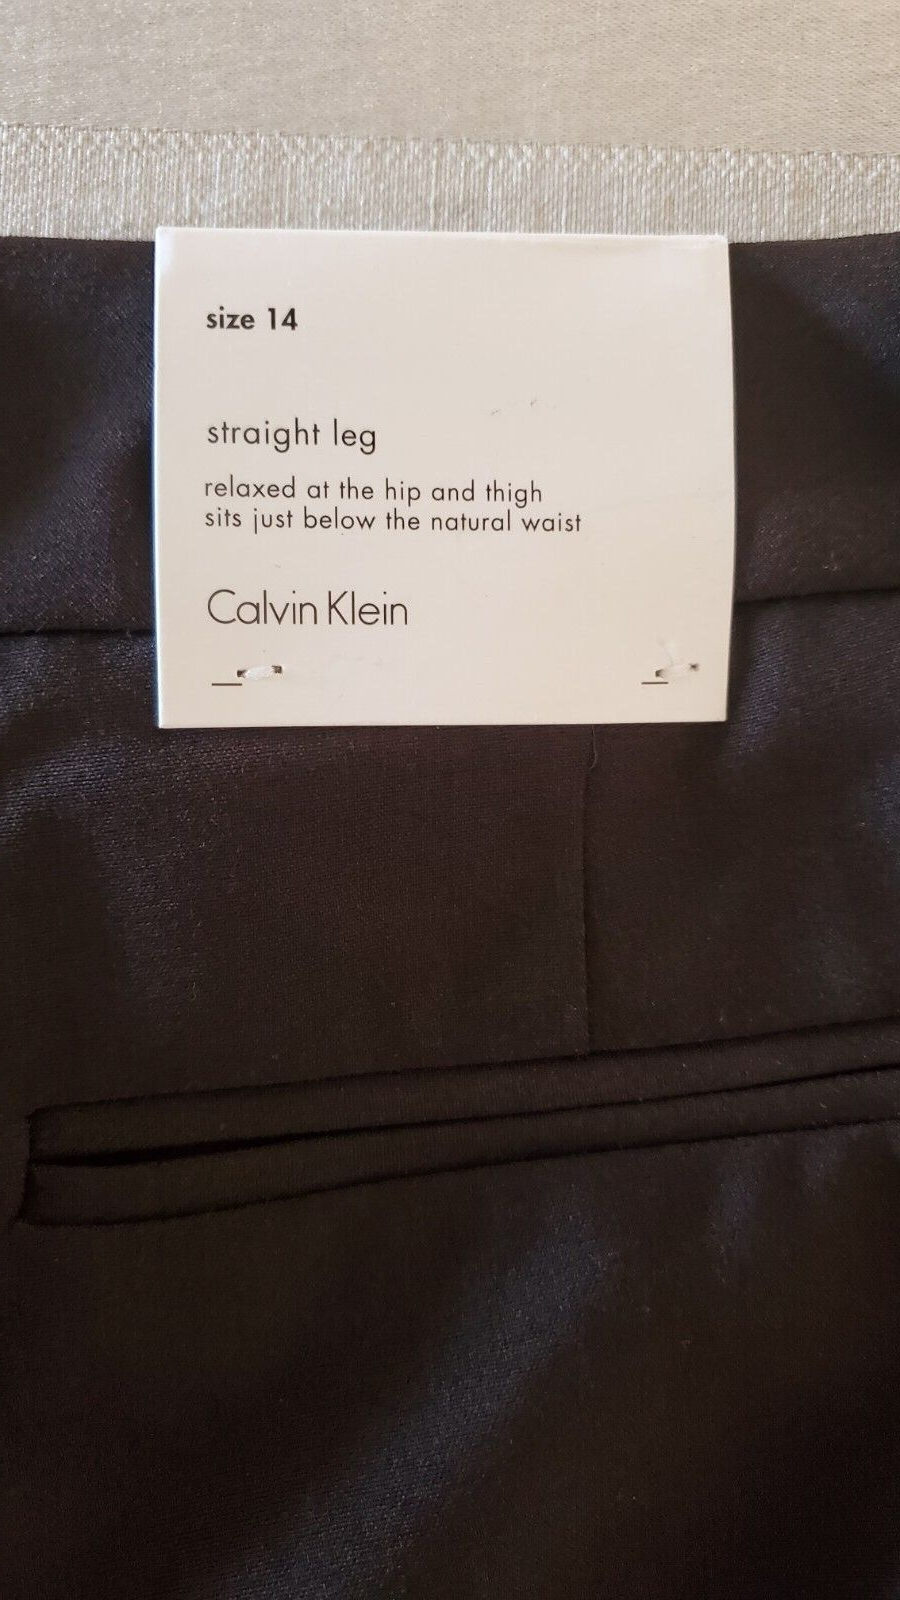 size 14
straight leg
relaxed at the hip and thigh
sits just below the natural waist
Calvin Klein